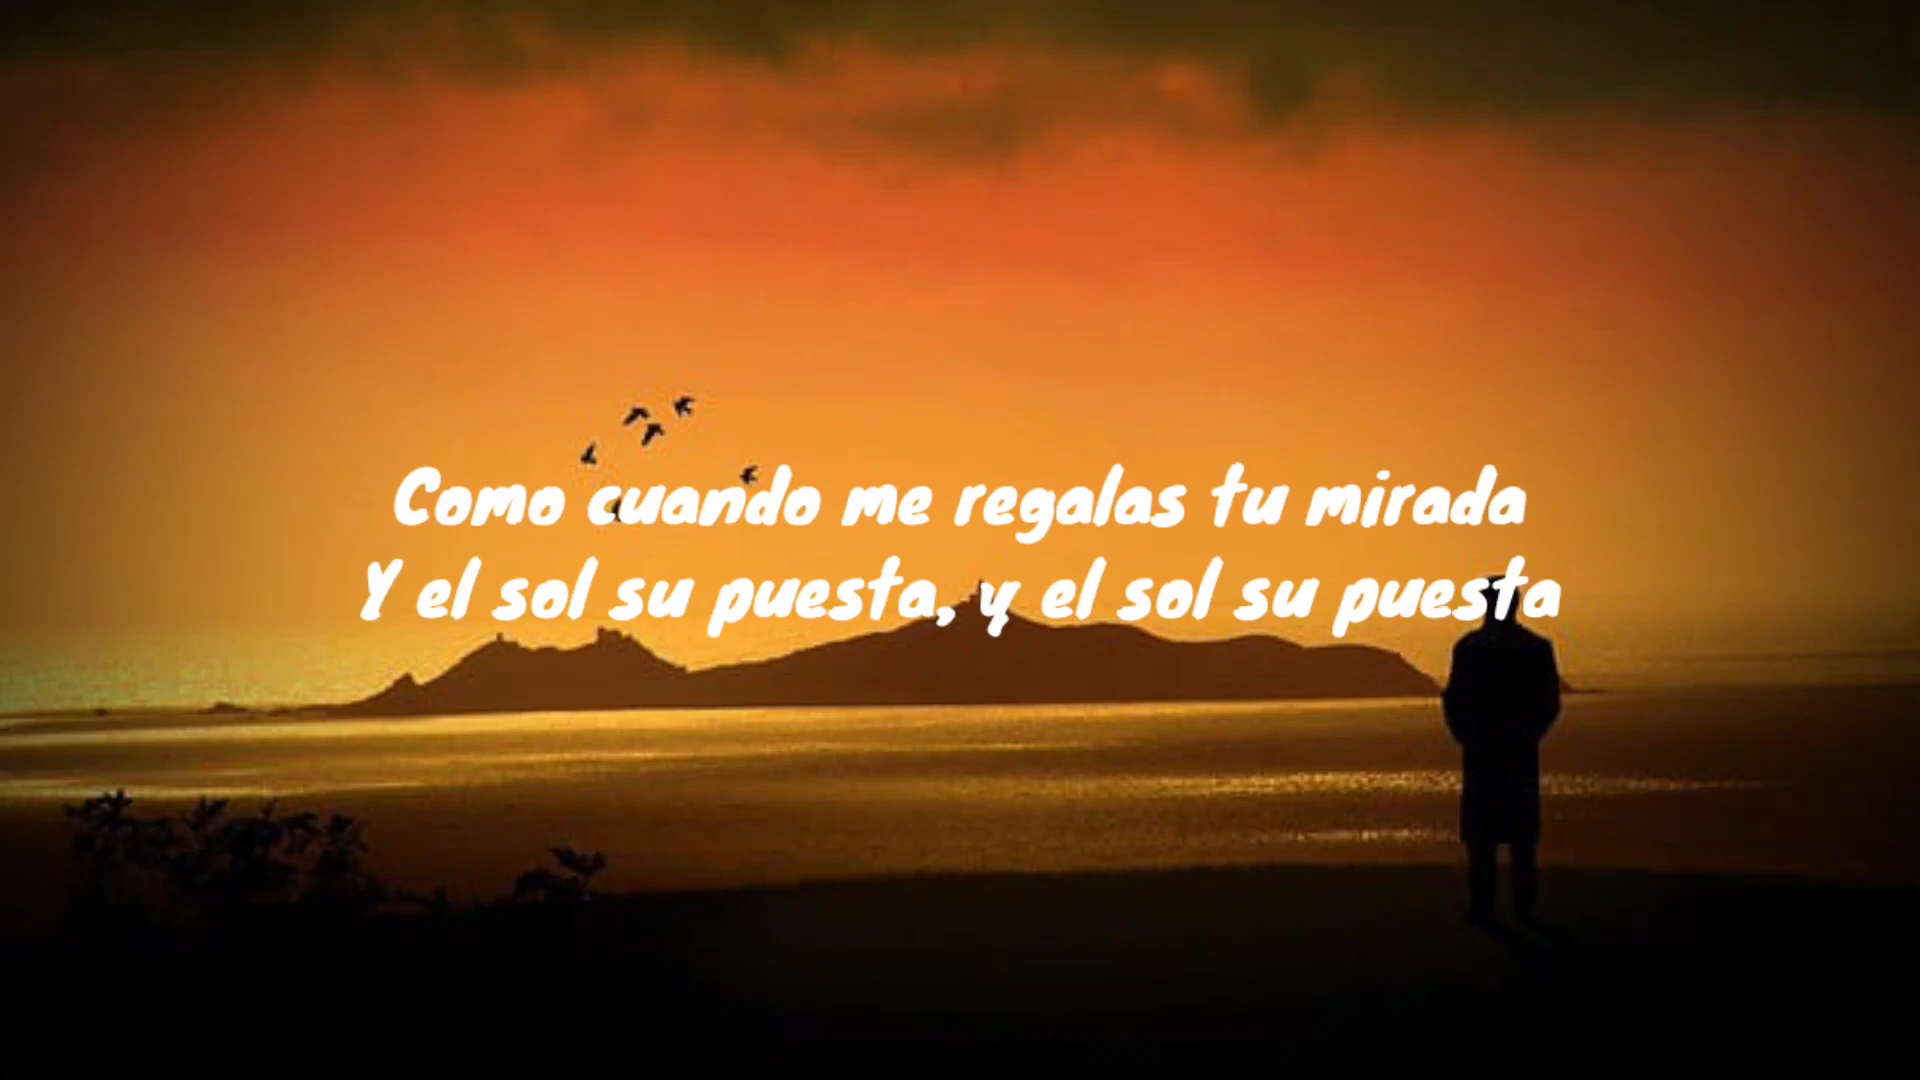 Como cuando me regalas tu mirada
Y el sol su puesta, y el sol su puesta